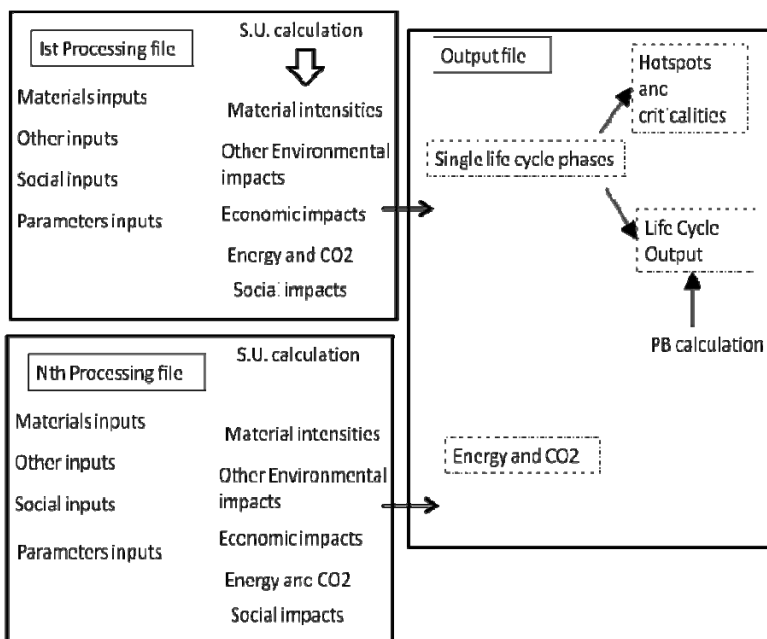 S.U. calculation
Ist Processing file
Materials inputs
Other inputs
Social inputs
Parameters inputs
Material intensities
Other Environmental
impacts
Economic impacts
Energy and CO2
Social impacts
S.U. calculation
Nth Processing file
Materials inputs
Other inputs
Social inputs
Parameters inputs
Material intensities
Other Environmental
impacts
Economic impacts
Energy and CO2
Social impacts
Output file
Hotspots
and
criticalities
Single life cycle phases
Life Cycle
Output
PB calculation
Energy and CO2